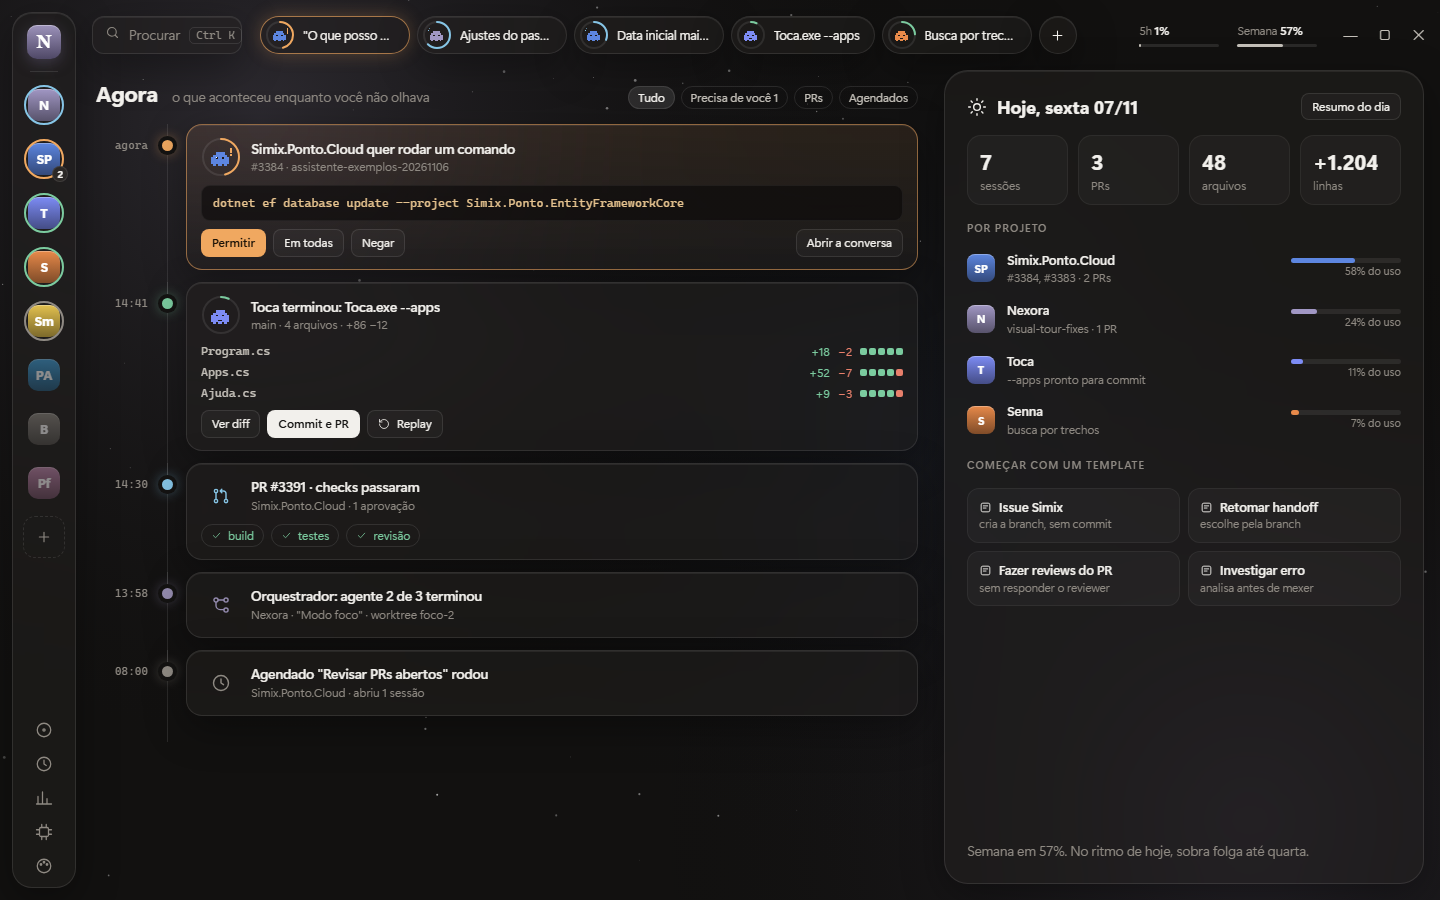 N
Procurar Ctrl K
"O que posso ...
Ajustes do pas...
Data inicial mai...
Toca.exe --apps
Busca por trec...
+
5h 1%
Semana 57%
N
SP
2
T
S
Sm
PA
B
Pf
+
Agora o que aconteceu enquanto você não olhava
Tudo
Precisa de você 1
PRs
Agendados
agora
Simix.Ponto.Cloud quer rodar um comando
#3384 · assistente-exemplos-20261106
dotnet ef database update --project Simix.Ponto.EntityFrameworkCore
Permitir
Em todas
Negar
Abrir a conversa
14:41
Toca terminou: Toca.exe --apps
main · 4 arquivos · +86 −12
Program.cs +18 −2
Apps.cs +52 −7
Ajuda.cs +9 −3
Ver diff
Commit e PR
Replay
14:30
PR #3391 · checks passaram
Simix.Ponto.Cloud · 1 aprovação
build
testes
revisão
13:58
Orquestrador: agente 2 de 3 terminou
Nexora · "Modo foco" · worktree foco-2
08:00
Agendado "Revisar PRs abertos" rodou
Simix.Ponto.Cloud · abriu 1 sessão
Hoje, sexta 07/11
Resumo do dia
7
sessões
3
PRs
48
arquivos
+1.204
linhas
POR PROJETO
SP
Simix.Ponto.Cloud
#3384, #3383 · 2 PRs
58% do uso
N
Nexora
visual-tour-fixes · 1 PR
24% do uso
T
Toca
--apps pronto para commit
11% do uso
S
Senna
busca por trechos
7% do uso
COMEÇAR COM UM TEMPLATE
Issue Simix
cria a branch, sem commit
Retomar handoff
escolhe pela branch
Fazer reviews do PR
sem responder o reviewer
Investigar erro
analisa antes de mexer
Semana em 57%. No ritmo de hoje, sobra folga até quarta.